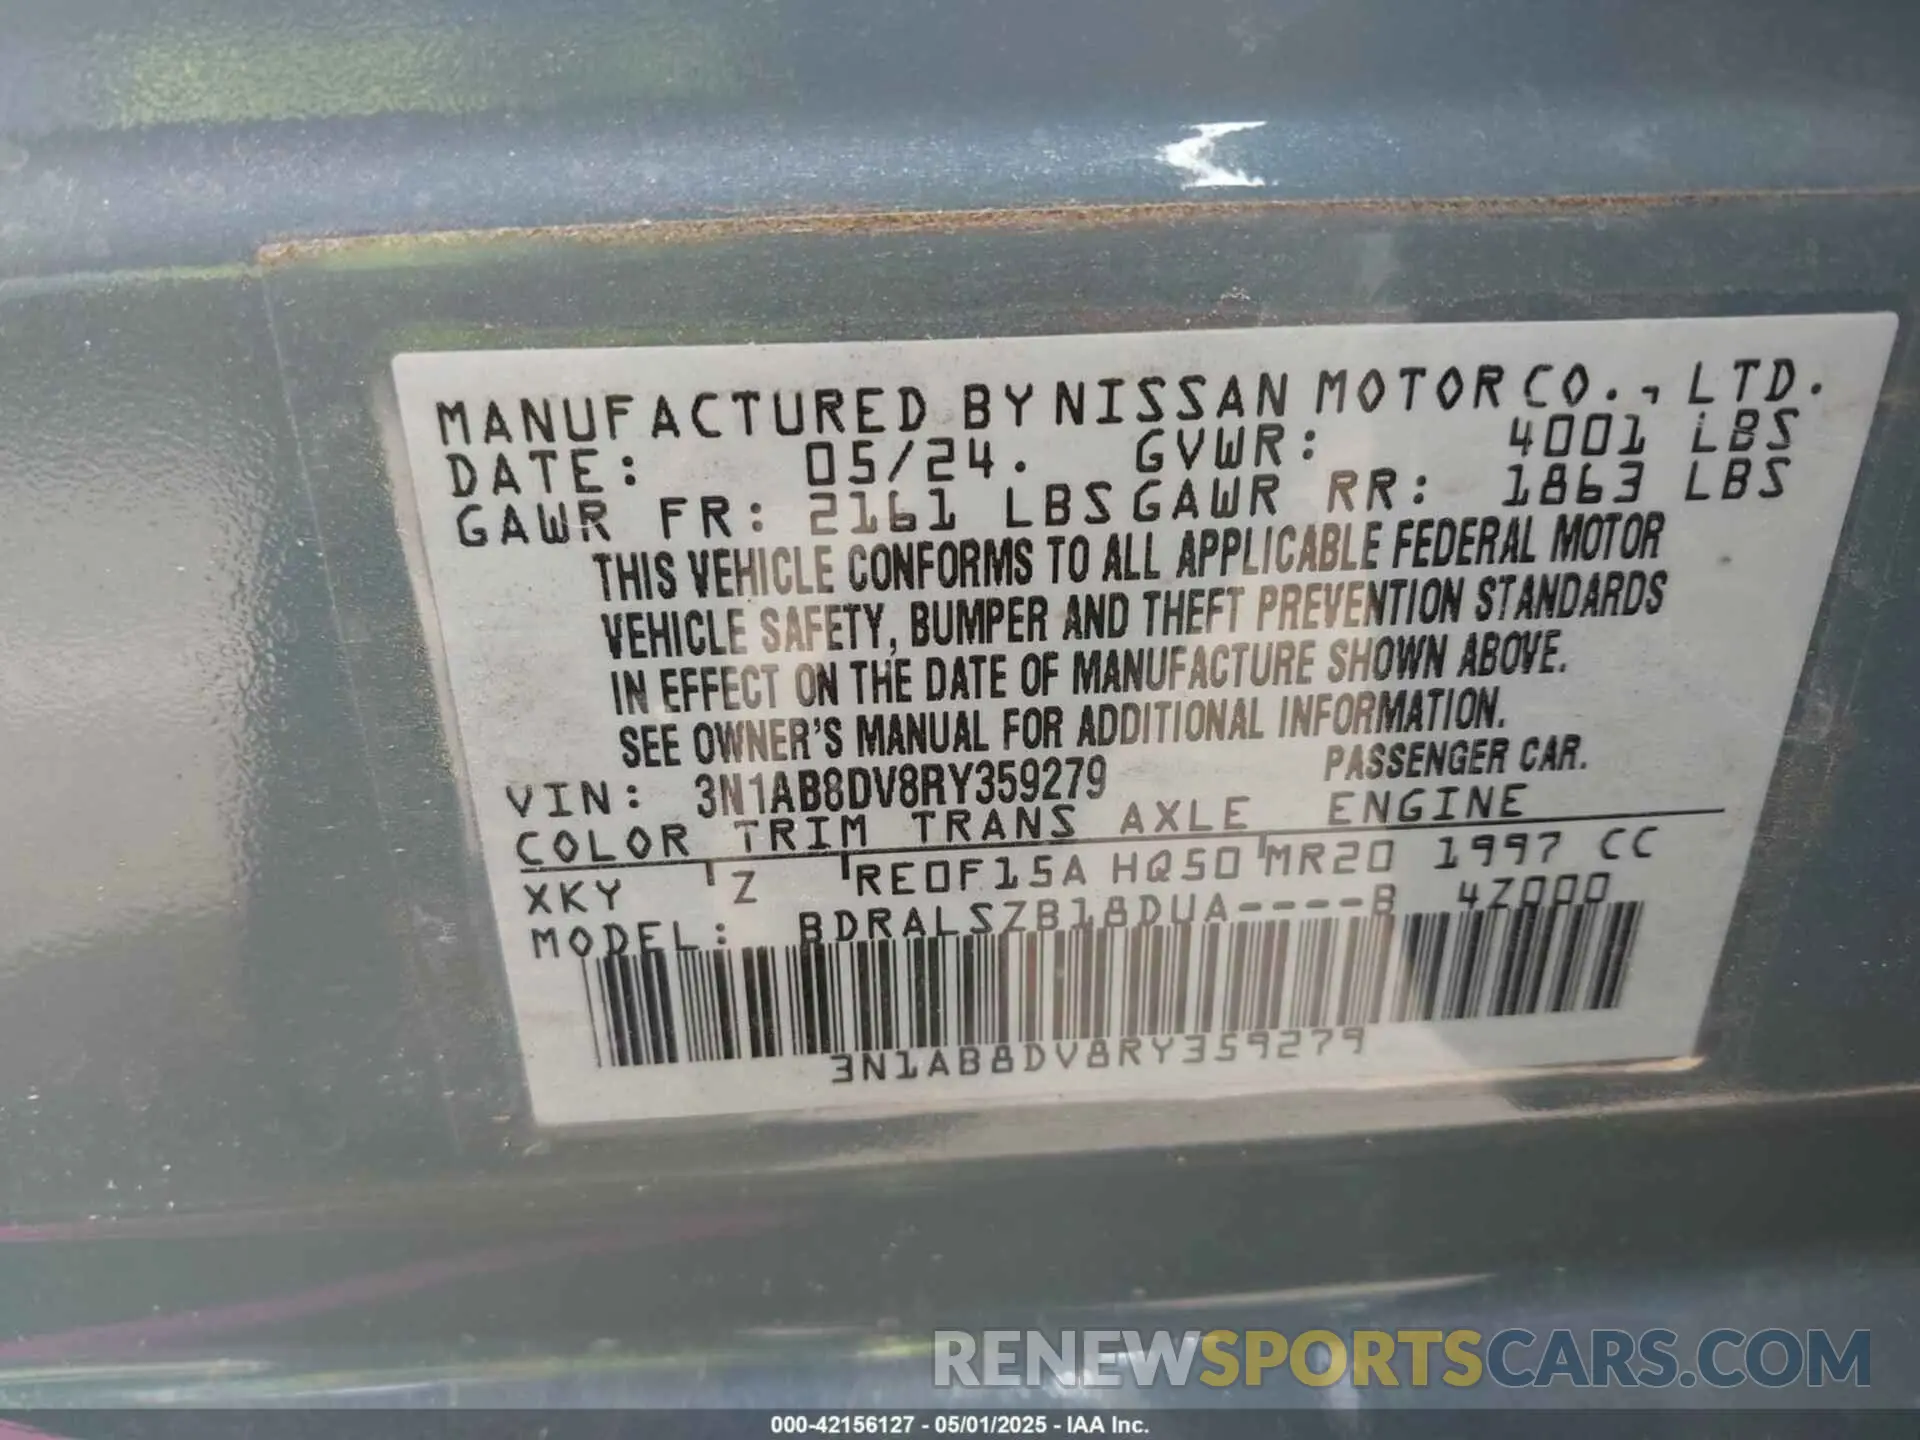 MANUFACTURED BY NISSAN MOTOR CO., LTD.
DATE: 05/24. GVWR: 4001 LBS
GAWR FR: 2161 LBS GAWR RR: 1863 LBS
THIS VEHICLE CONFORMS TO ALL APPLICABLE FEDERAL MOTOR
VEHICLE SAFETY, BUMPER AND THEFT PREVENTION STANDARDS
IN EFFECT ON THE DATE OF MANUFACTURE SHOWN ABOVE.
SEE OWNER'S MANUAL FOR ADDITIONAL INFORMATION.
VIN: 3N1AB8DV8RY359279 PASSENGER CAR.
COLOR TRIM TRANS AXLE ENGINE
XKY Z RE0F15A HQ50 MR20 1997 CC
MODEL: BDRALSZB18DUA----B 4Z000
3N1AB8DV8RY359279
RENEWSPORTSCARS.COM
000-42156127 - 05/01/2025 - IAA Inc.